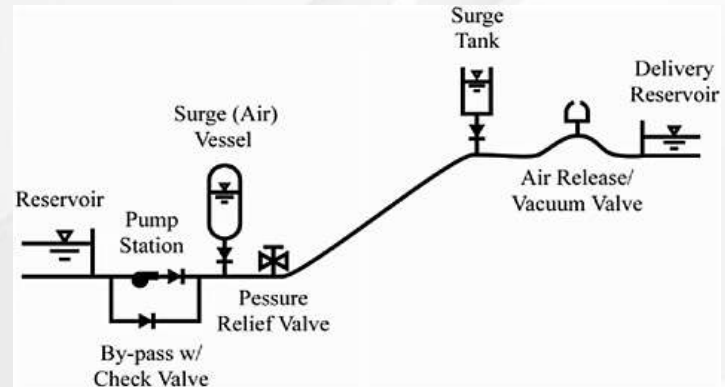 Surge
Tank
Delivery
Reservoir
Surge (Air)
Vessel
Air Release/
Vacuum Valve
Reservoir
Pump
Station
Pessure
Relief Valve
By-pass w/
Check Valve